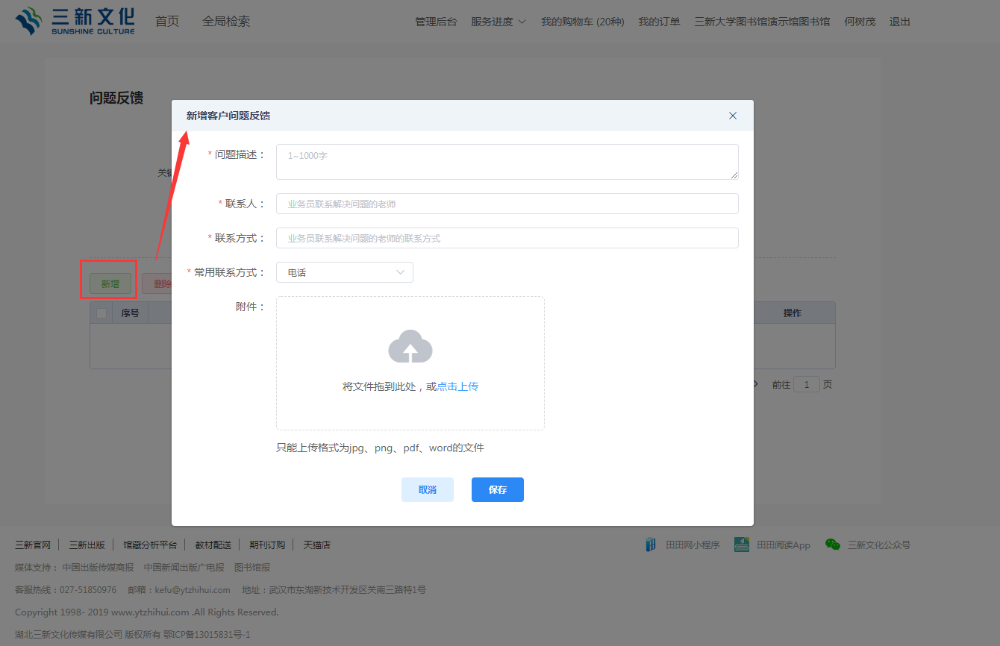 三新文化
SUNSHINE CULTURE
首页 全局检索
管理后台 服务进度 我的购物车 (20种) 我的订单 三新大学图书馆演示馆图书馆 何树茂 退出
问题反馈
新增客户问题反馈
* 问题描述：
1~1000字
* 联系人：
业务员联系解决问题的老师
* 联系方式：
业务员联系解决问题的老师的联系方式
* 常用联系方式：
电话
附件：
将文件拖到此处，或点击上传
只能上传格式为jpg、png、pdf、word的文件
取消 保存
新增 删除
序号 操作
前往 1 页
三新官网 三新出版 馆藏分析平台 教材配送 期刊订购 天猫店
田田网小程序 田田阅读App 三新文化公众号
媒体支持： 中国出版传媒商报 中国新闻出版广电报 图书馆报
客服热线：027-51850976 邮箱：kefu@ytzhihui.com 地址：武汉市东湖新技术开发区关南三路特1号
Copyright 1998- 2019 www.ytzhihui.com .All Rights Reserved.
湖北三新文化传媒有限公司 版权所有 鄂ICP备13015831号-1